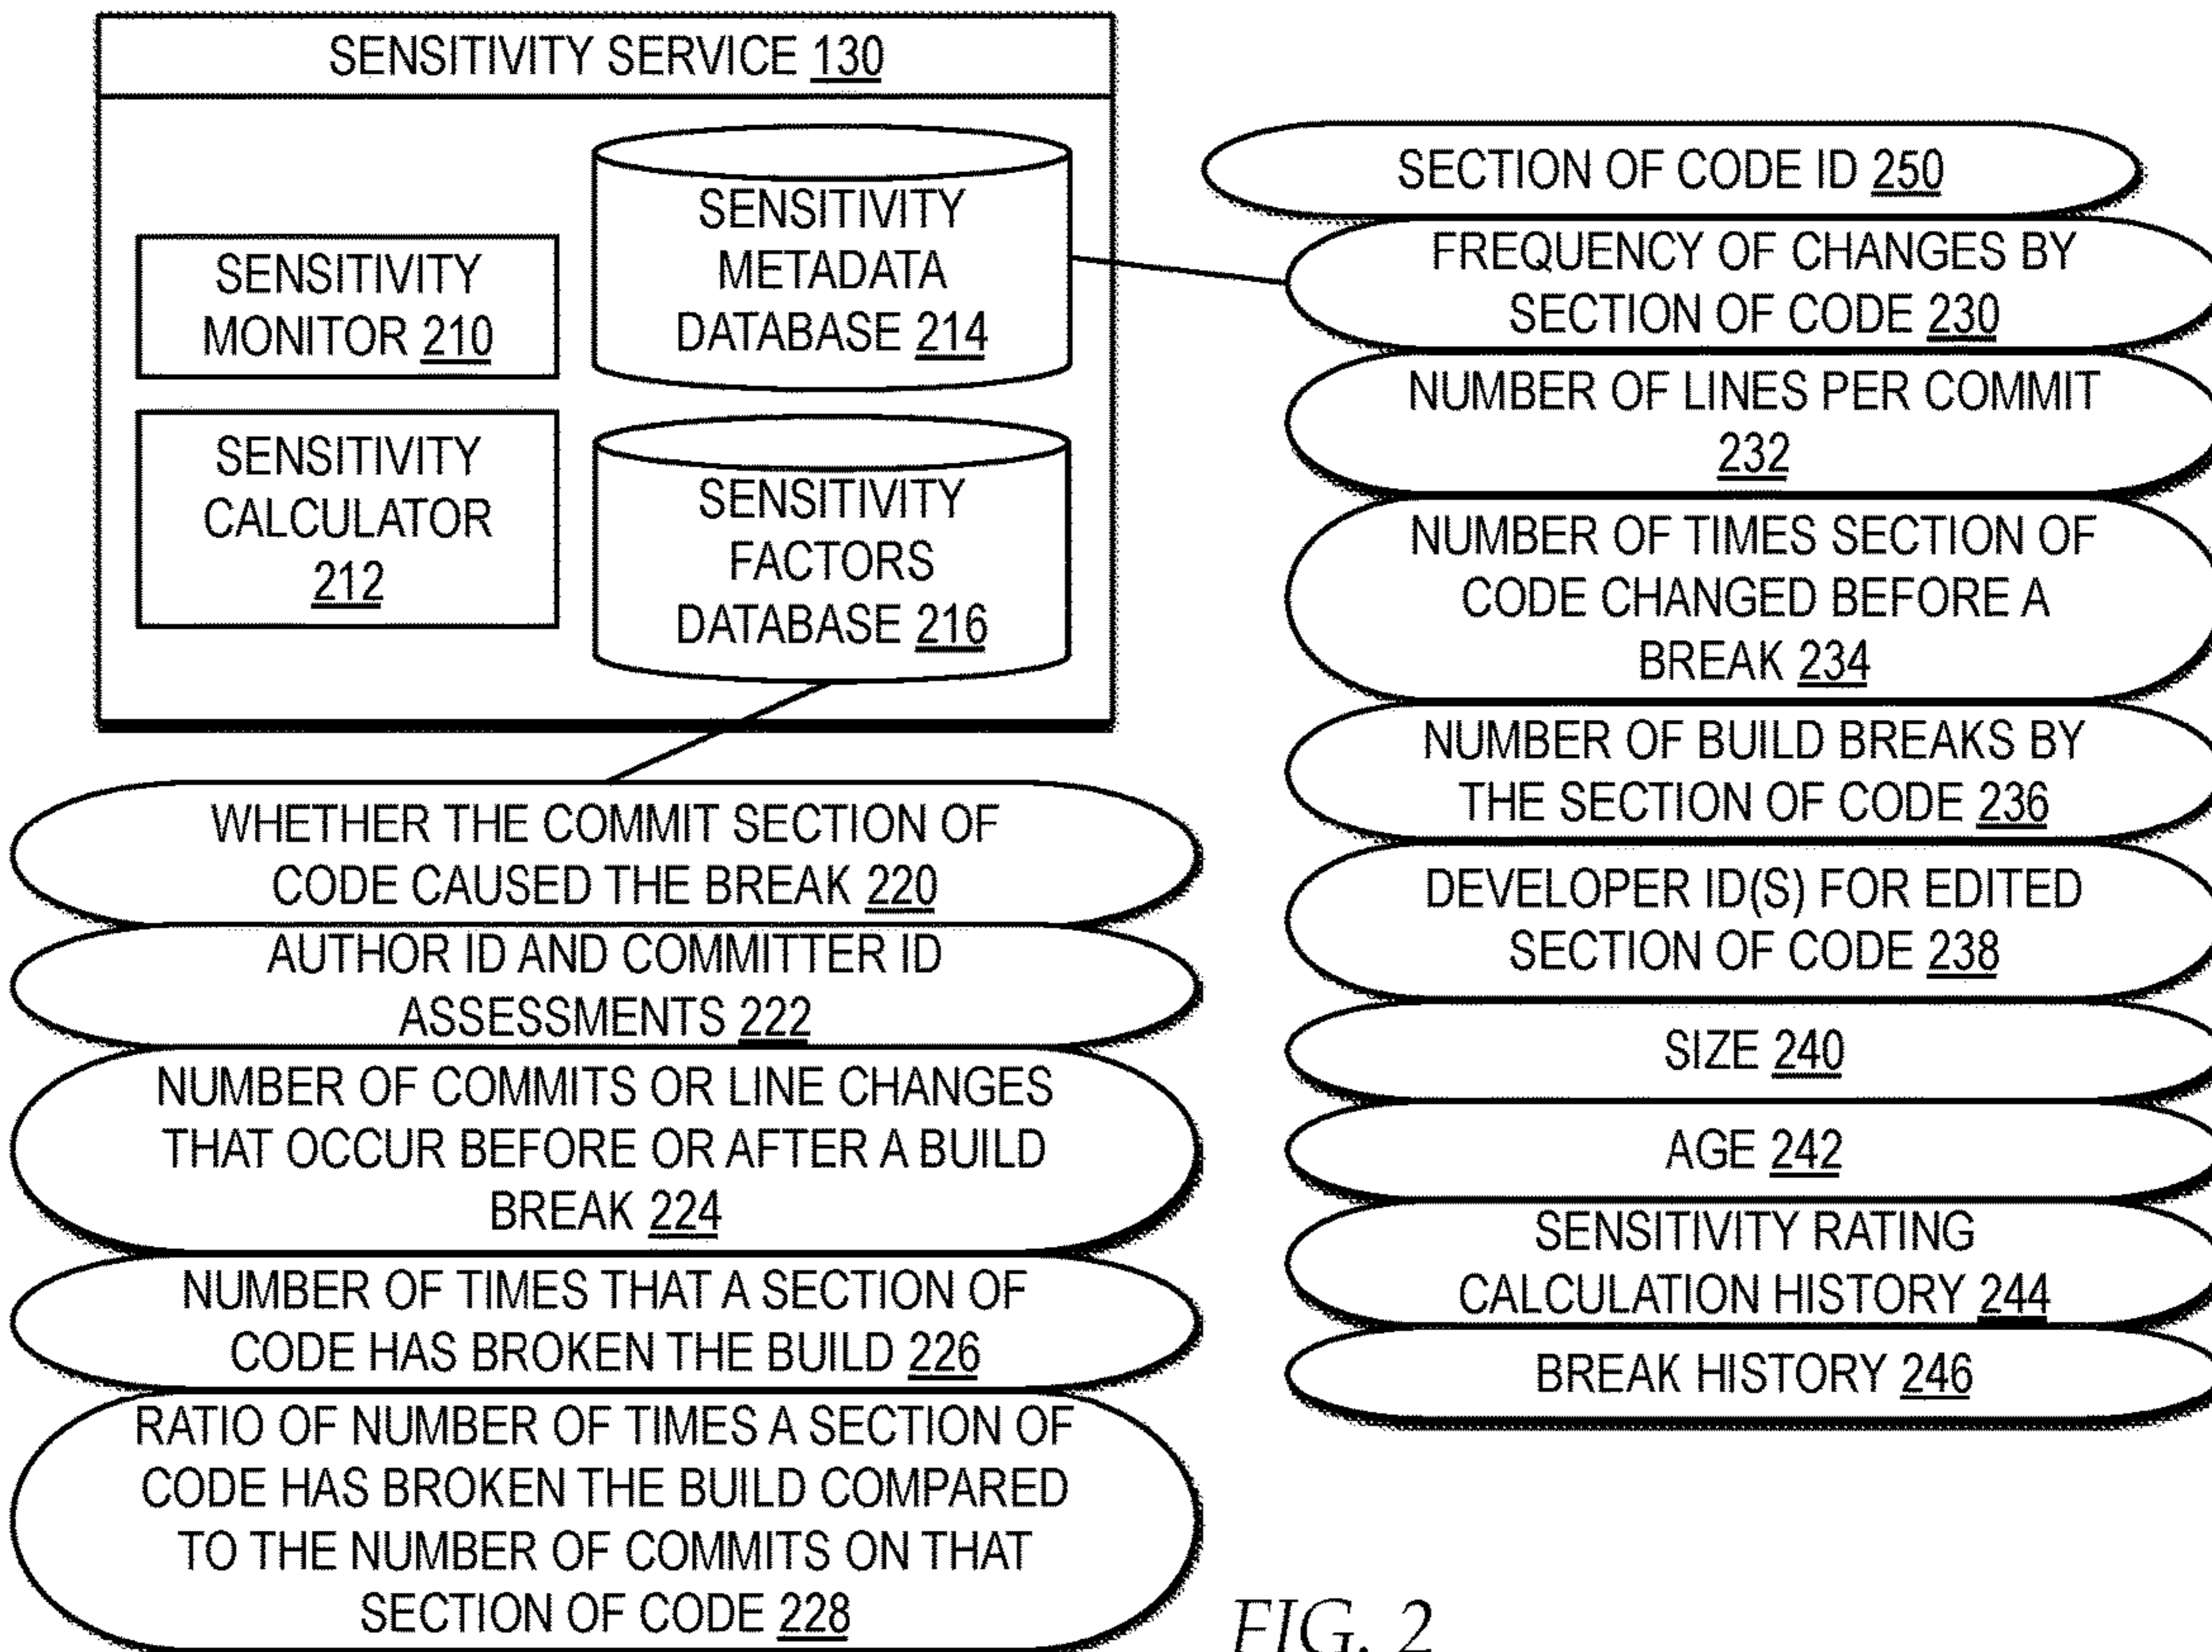 SENSITIVITY SERVICE 130
SENSITIVITY
MONITOR 210
SENSITIVITY
CALCULATOR
212
SENSITIVITY
METADATA
DATABASE 214
SENSITIVITY
FACTORS
DATABASE 216
WHETHER THE COMMIT SECTION OF
CODE CAUSED THE BREAK 220
AUTHOR ID AND COMMITTER ID
ASSESSMENTS 222
NUMBER OF COMMITS OR LINE CHANGES
THAT OCCUR BEFORE OR AFTER A BUILD
BREAK 224
NUMBER OF TIMES THAT A SECTION OF
CODE HAS BROKEN THE BUILD 226
RATIO OF NUMBER OF TIMES A SECTION OF
CODE HAS BROKEN THE BUILD COMPARED
TO THE NUMBER OF COMMITS ON THAT
SECTION OF CODE 228
SECTION OF CODE ID 250
FREQUENCY OF CHANGES BY
SECTION OF CODE 230
NUMBER OF LINES PER COMMIT
232
NUMBER OF TIMES SECTION OF
CODE CHANGED BEFORE A
BREAK 234
NUMBER OF BUILD BREAKS BY
THE SECTION OF CODE 236
DEVELOPER ID(S) FOR EDITED
SECTION OF CODE 238
SIZE 240
AGE 242
SENSITIVITY RATING
CALCULATION HISTORY 244
BREAK HISTORY 246
FIG. 2